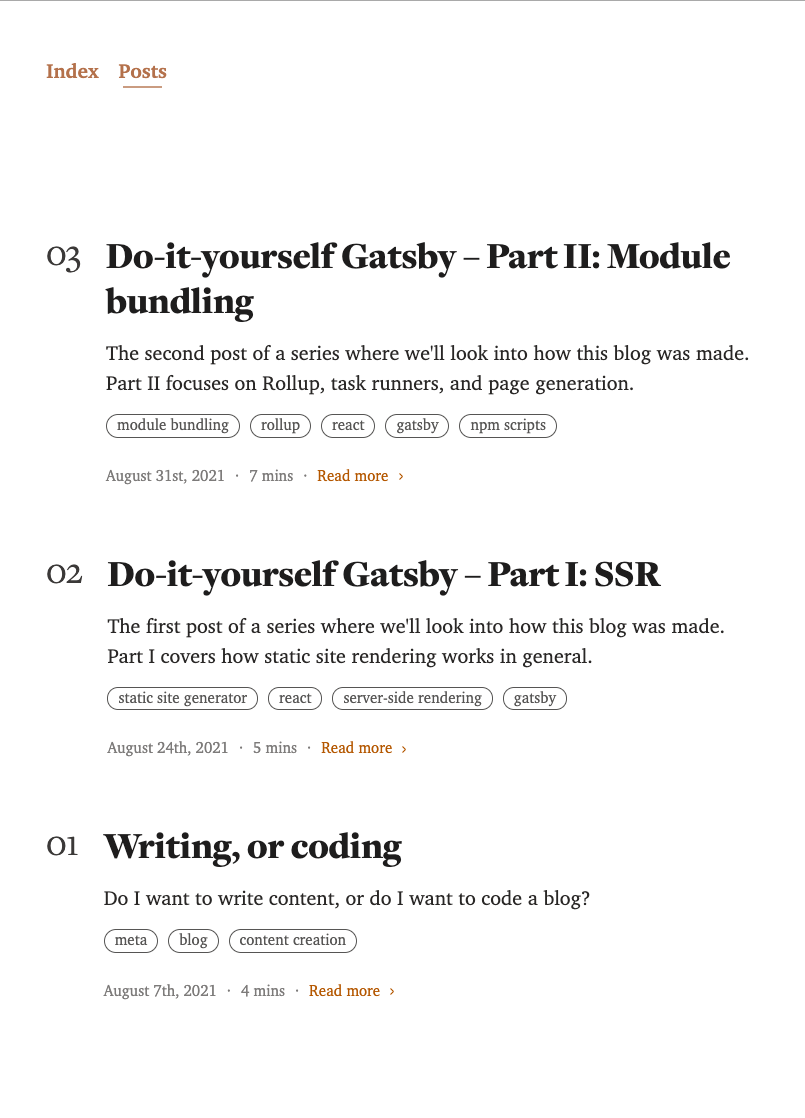 Index Posts
03 Do-it-yourself Gatsby – Part II: Module
bundling
The second post of a series where we'll look into how this blog was made.
Part II focuses on Rollup, task runners, and page generation.
module bundling rollup react gatsby npm scripts
August 31st, 2021 · 7 mins · Read more ›
02 Do-it-yourself Gatsby – Part I: SSR
The first post of a series where we'll look into how this blog was made.
Part I covers how static site rendering works in general.
static site generator react server-side rendering gatsby
August 24th, 2021 · 5 mins · Read more ›
01 Writing, or coding
Do I want to write content, or do I want to code a blog?
meta blog content creation
August 7th, 2021 · 4 mins · Read more ›